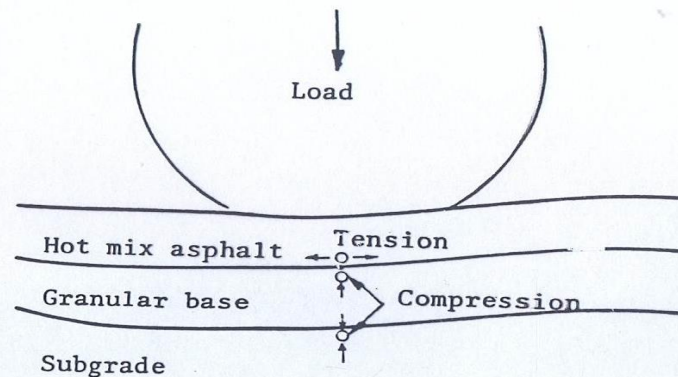 Load
Hot mix asphalt
Tension
Granular base
Compression
Subgrade